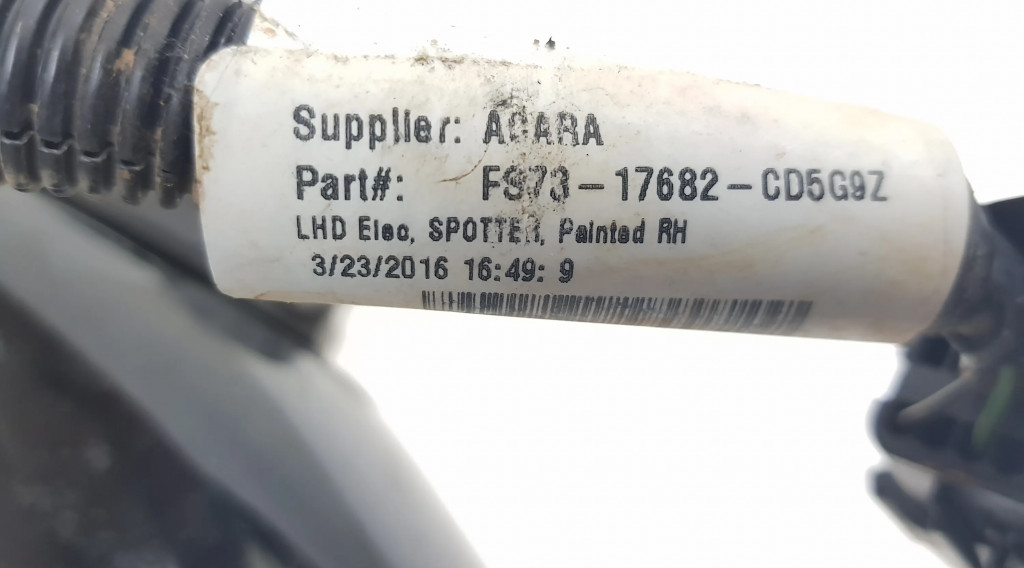 Supplier: ACARA
Part#: FS73-17682-CD5G9Z
LHD Elec, SPOTTER, Painted RH
3/23/2016 16:49: 9